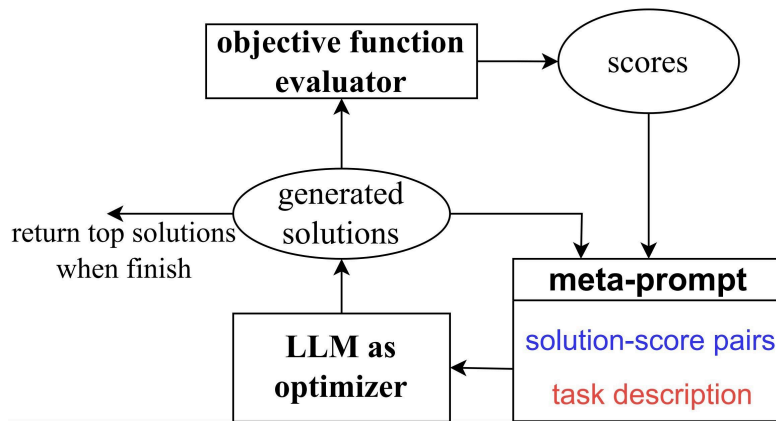 objective function
evaluator
scores
generated
solutions
return top solutions
when finish
meta-prompt
solution-score pairs
task description
LLM as
optimizer